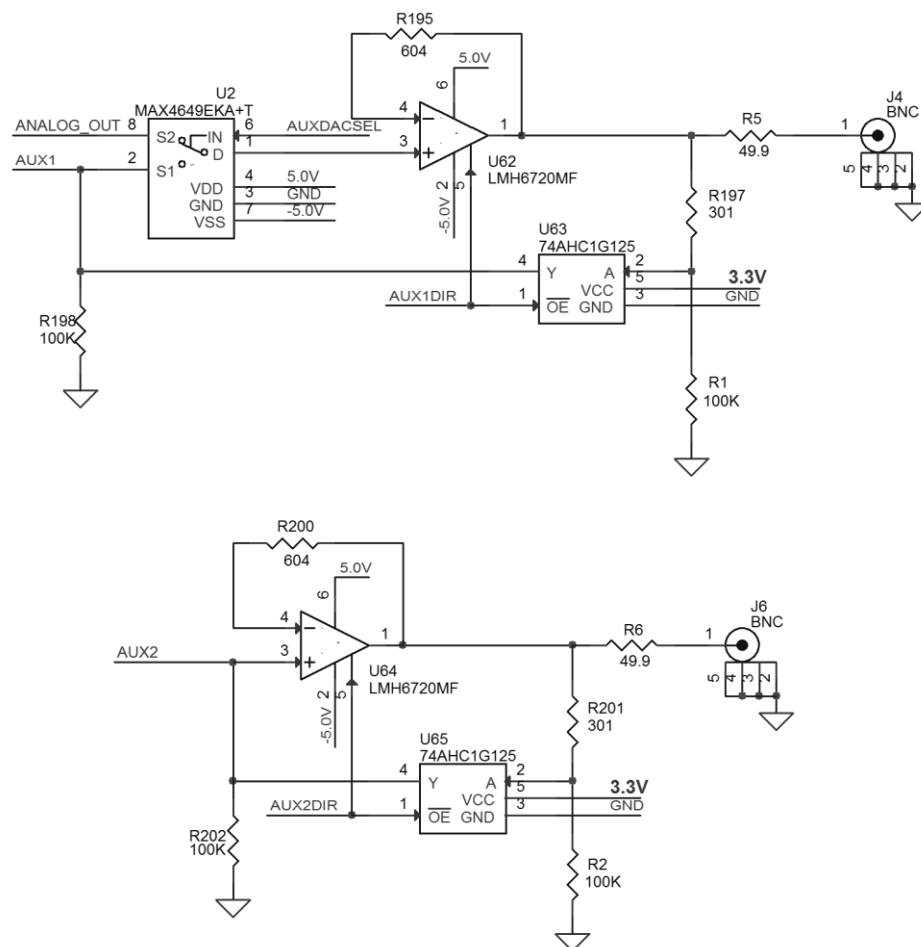 R195
604
5.0V
6
U2
MAX4649EKA+T
ANALOG_OUT 8 S2 IN 6 AUXDACSEL
D 1
AUX1 2 S1
VDD 4 5.0V
GND 3 GND
VSS 7 -5.0V
4 −
3 +
1
U62
LMH6720MF
2
5
-5.0V
R5
49.9
1
J4
BNC
5 4 3 2
R197
301
U63
74AHC1G125
4 Y A 2
VCC 5 3.3V
AUX1DIR 1 OE GND 3 GND
R198
100K
R1
100K
R200
604
5.0V
6
4 −
AUX2 3 +
1
U64
LMH6720MF
2
5
-5.0V
R6
49.9
1
J6
BNC
5 4 3 2
R201
301
U65
74AHC1G125
4 Y A 2
VCC 5 3.3V
AUX2DIR 1 OE GND 3 GND
R202
100K
R2
100K